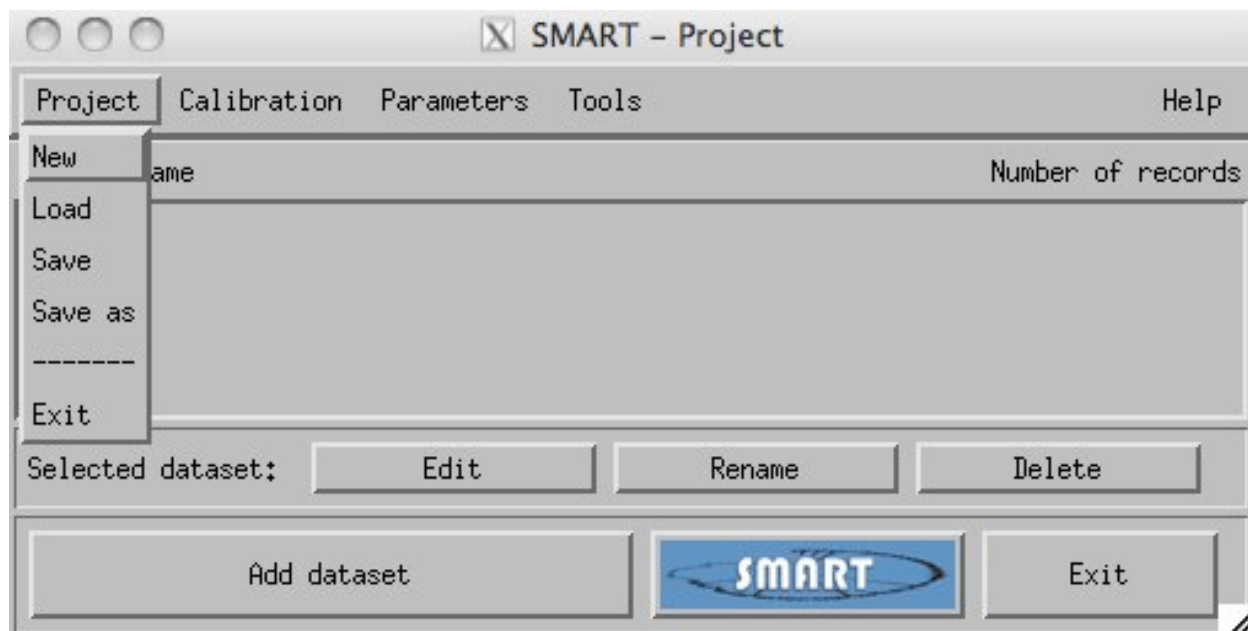 SMART - Project
Project Calibration Parameters Tools Help
New
ame Number of records
Load
Save
Save as
-------
Exit
Selected dataset: Edit Rename Delete
Add dataset SMART Exit